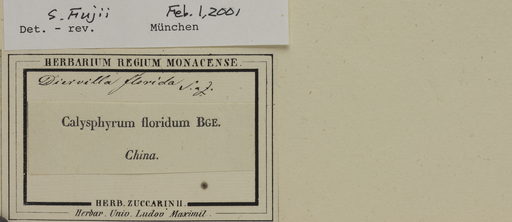 S. Fujii Feb. 1, 2001
Det. - rev. München
HERBARIUM REGIUM MONACENSE.
Diervilla florida S. & Z.
Calysphyrum floridum BGE.
China.
HERB. ZUCCARINII.
Herbar. Univ. Ludov. Maximil.